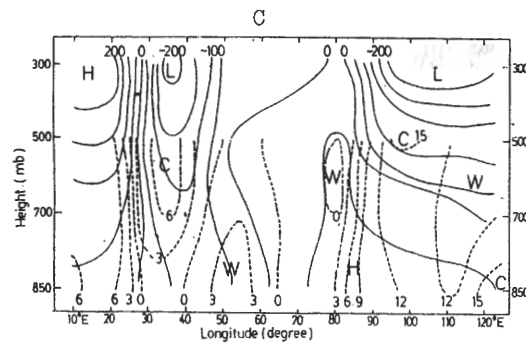 C
200 0 -200 -100 0 0 -200
300 H L L 300
500 C C 15 500
W W
Height (mb)
700 6 0 700
3
W H C
850 6 6 3 0 0 3 3 0 3 6 9 12 12 15 850
10°E 20 30 40 50 60 70 80 90 100 110 120°E
Longitude (degree)